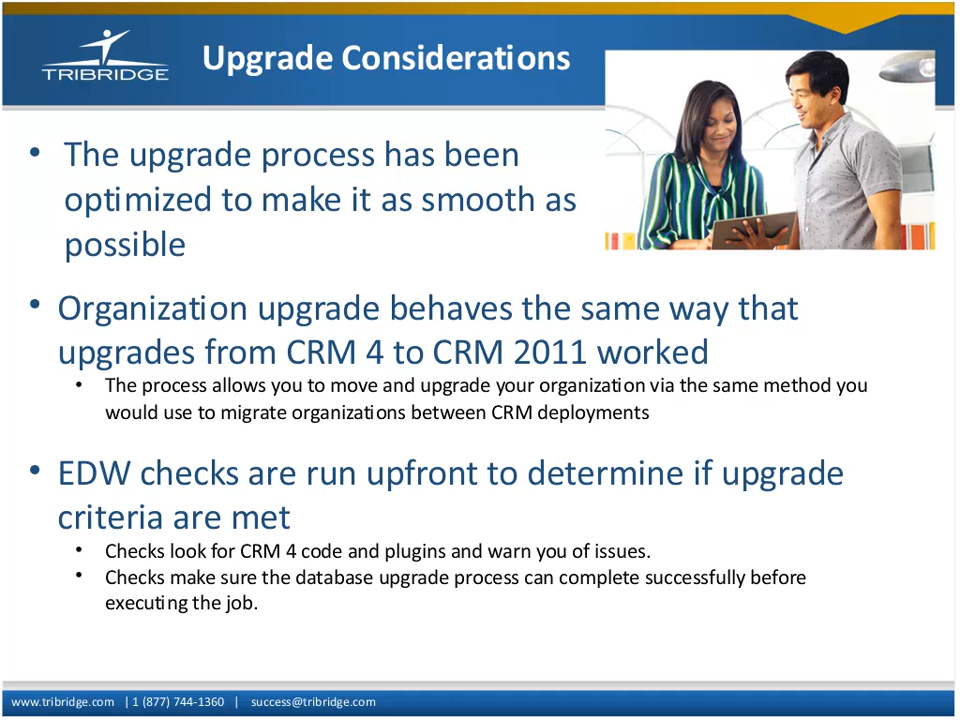 TRIBRIDGE
Upgrade Considerations
• The upgrade process has been
optimized to make it as smooth as
possible
• Organization upgrade behaves the same way that
upgrades from CRM 4 to CRM 2011 worked
• The process allows you to move and upgrade your organization via the same method you
would use to migrate organizations between CRM deployments
• EDW checks are run upfront to determine if upgrade
criteria are met
• Checks look for CRM 4 code and plugins and warn you of issues.
• Checks make sure the database upgrade process can complete successfully before
executing the job.
www.tribridge.com | 1 (877) 744-1360 | success@tribridge.com